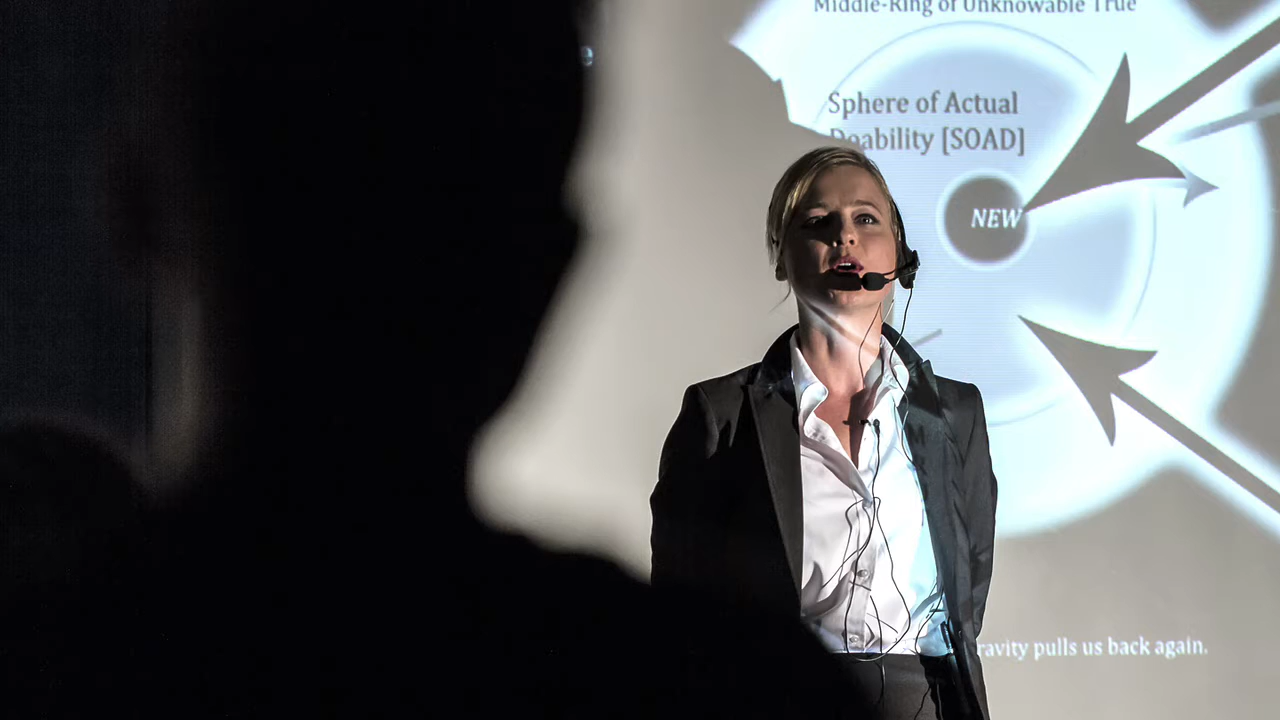 Middle-Ring of Unknowable True
Sphere of Actual
Doability [SOAD]
NEW
ravity pulls us back again.